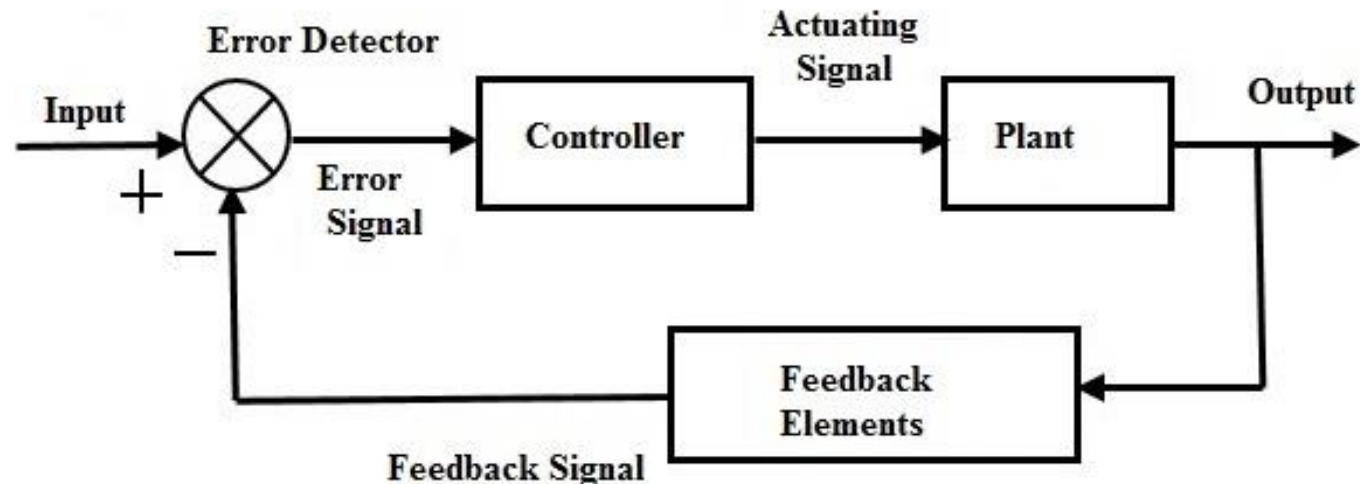 Error Detector
Actuating
Signal
Input
Output
Controller
Plant
+
Error
Signal
−
Feedback
Elements
Feedback Signal